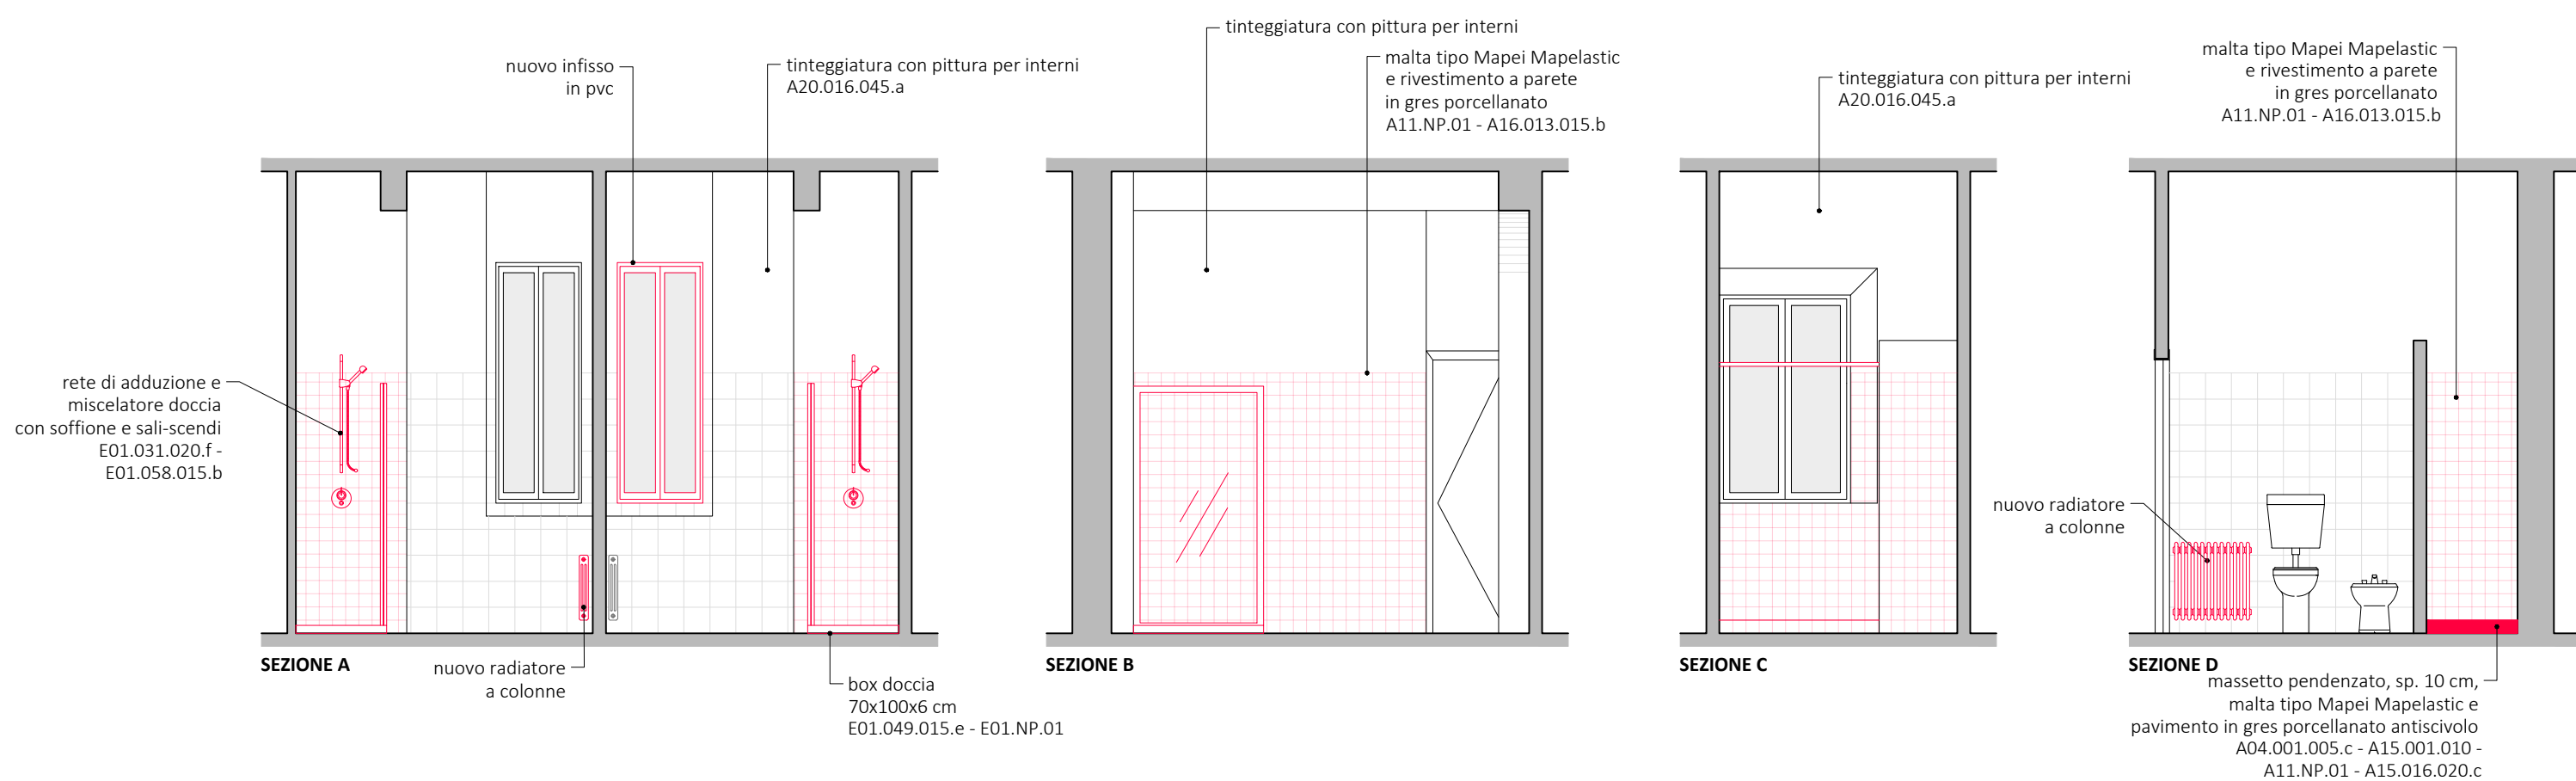 nuovo infisso
in pvc
tinteggiatura con pittura per interni
A20.016.045.a
rete di adduzione e
miscelatore doccia
con soffione e sali-scendi
E01.031.020.f -
E01.058.015.b
SEZIONE A
nuovo radiatore
a colonne
box doccia
70x100x6 cm
E01.049.015.e - E01.NP.01
tinteggiatura con pittura per interni
malta tipo Mapei Mapelastic
e rivestimento a parete
in gres porcellanato
A11.NP.01 - A16.013.015.b
SEZIONE B
tinteggiatura con pittura per interni
A20.016.045.a
SEZIONE C
malta tipo Mapei Mapelastic
e rivestimento a parete
in gres porcellanato
A11.NP.01 - A16.013.015.b
nuovo radiatore
a colonne
SEZIONE D
massetto pendenzato, sp. 10 cm,
malta tipo Mapei Mapelastic e
pavimento in gres porcellanato antiscivolo
A04.001.005.c - A15.001.010 -
A11.NP.01 - A15.016.020.c